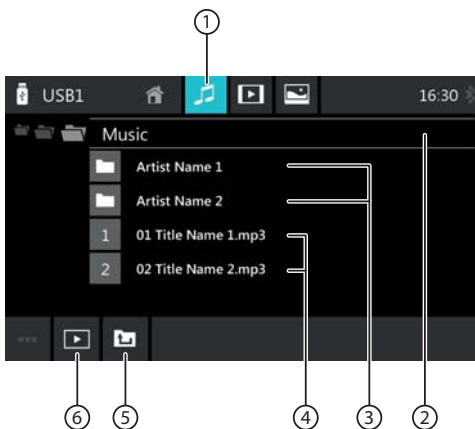 1
USB1 16:30
Music
Artist Name 1
Artist Name 2
1 01 Title Name 1.mp3
2 02 Title Name 2.mp3
6 5 4 3 2